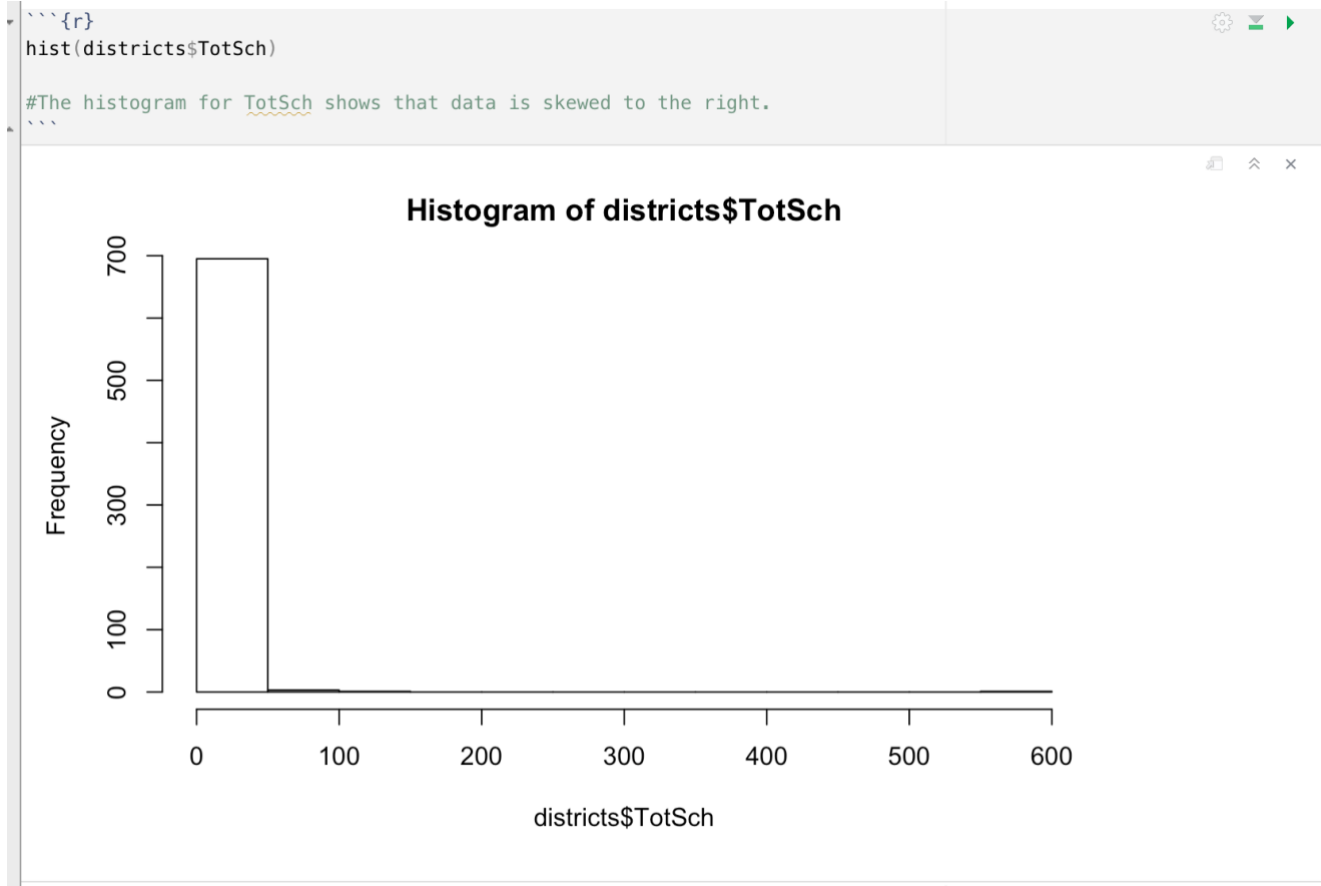 ```{r}
hist(districts$TotSch)
#The histogram for TotSch shows that data is skewed to the right.
```
Histogram of districts$TotSch
700
500
300
100
0
Frequency
0 100 200 300 400 500 600
districts$TotSch